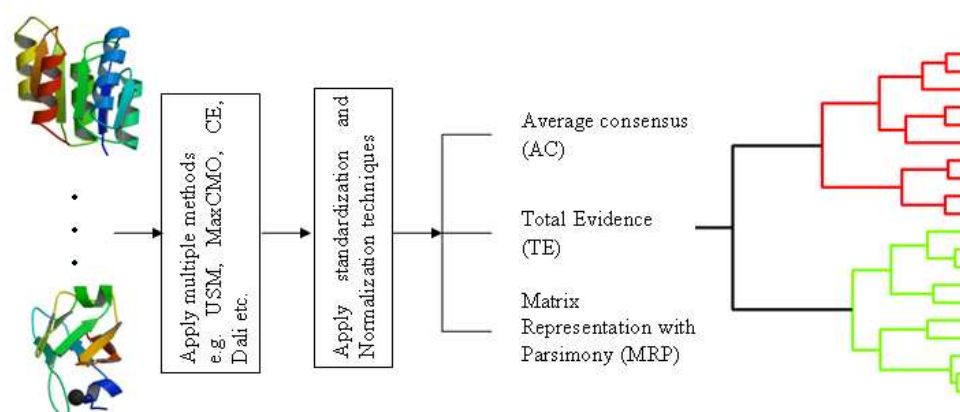 Apply multiple methods
e.g. USM, MaxCMO, CE,
Dali etc.
Apply standardization and
Normalization techniques
Average consensus
(AC)
Total Evidence
(TE)
Matrix
Representation with
Parsimony (MRP)